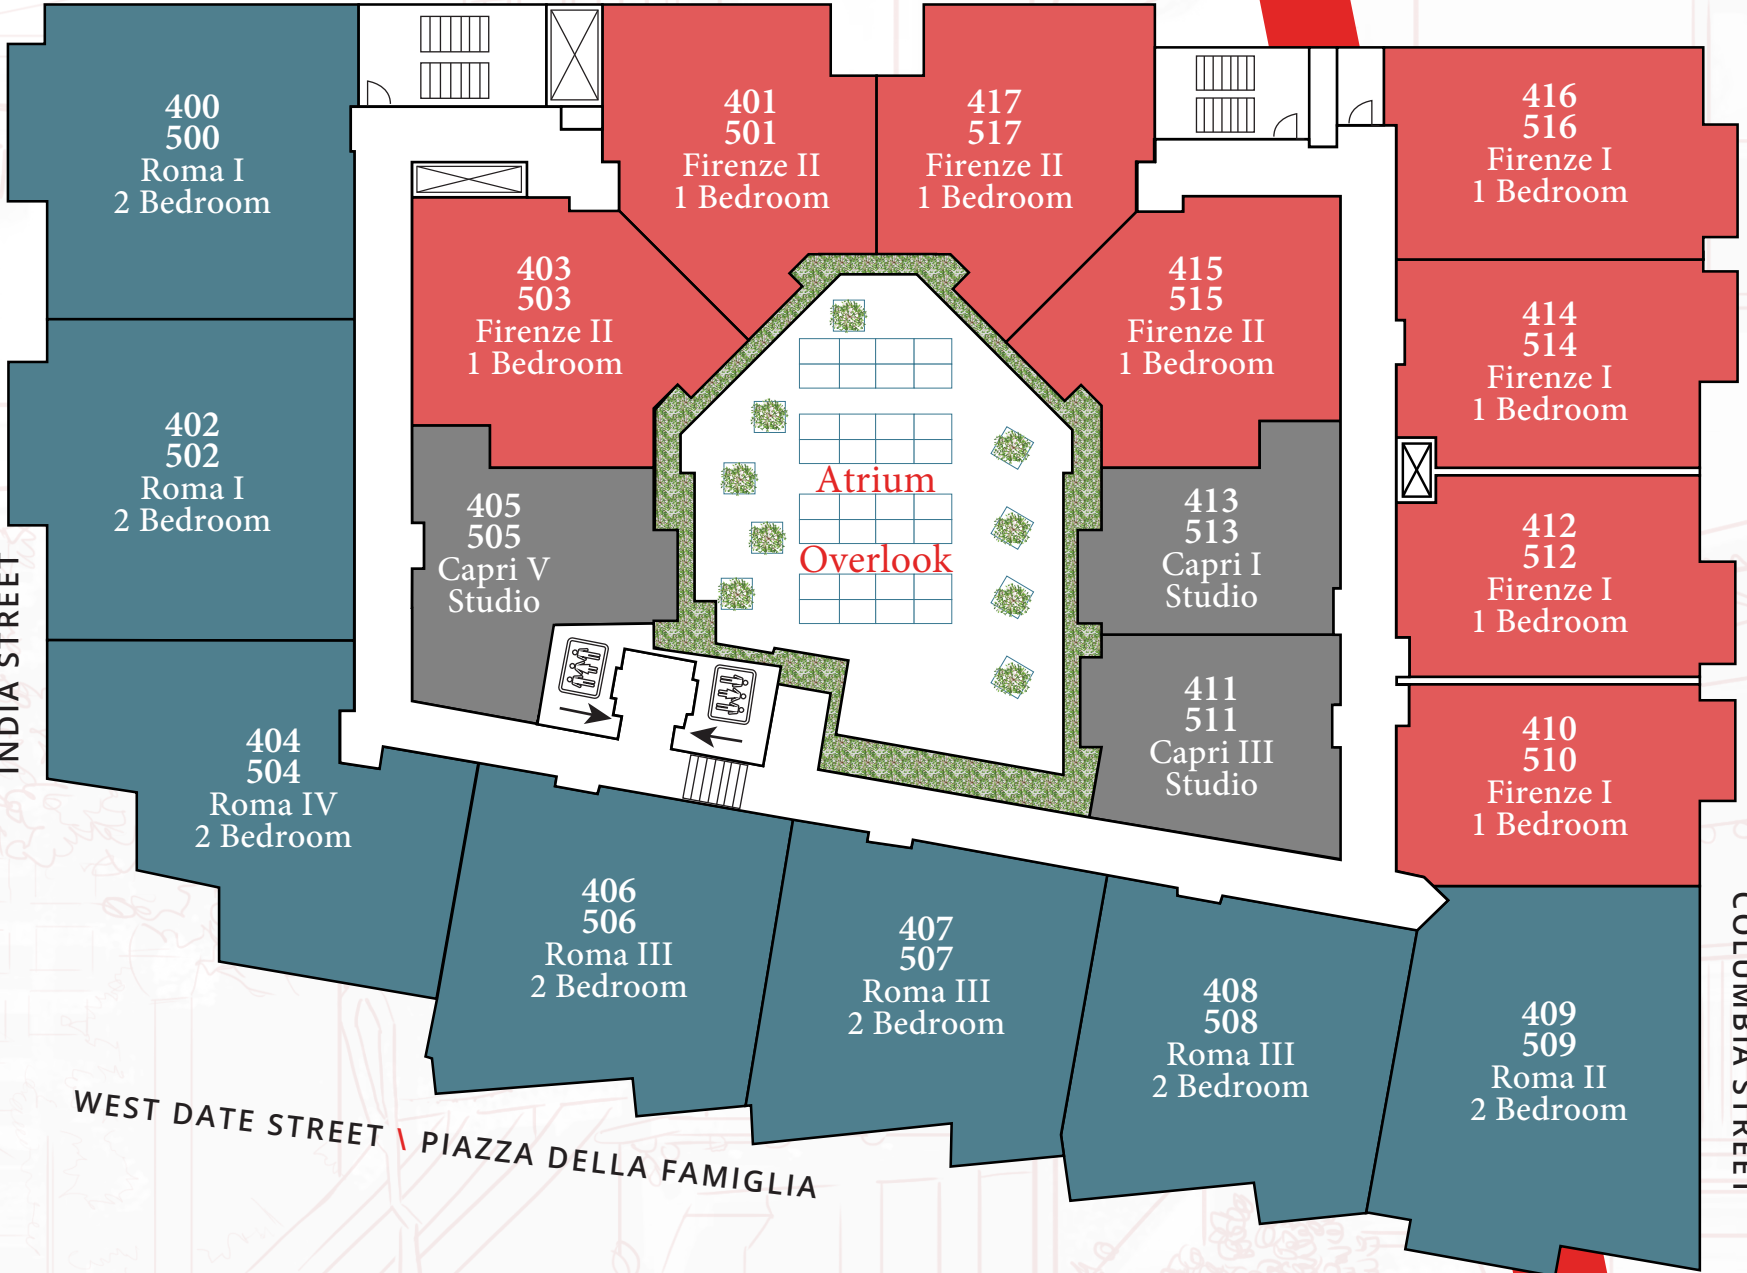 400
500
Roma I
2 Bedroom
401
501
Firenze II
1 Bedroom
417
517
Firenze II
1 Bedroom
416
516
Firenze I
1 Bedroom
403
503
Firenze II
1 Bedroom
415
515
Firenze II
1 Bedroom
414
514
Firenze I
1 Bedroom
402
502
Roma I
2 Bedroom
405
505
Capri V
Studio
Atrium
Overlook
413
513
Capri I
Studio
412
512
Firenze I
1 Bedroom
404
504
Roma IV
2 Bedroom
411
511
Capri III
Studio
410
510
Firenze I
1 Bedroom
406
506
Roma III
2 Bedroom
407
507
Roma III
2 Bedroom
408
508
Roma III
2 Bedroom
409
509
Roma II
2 Bedroom
INDIA STREET
WEST DATE STREET \ PIAZZA DELLA FAMIGLIA
COLUMBIA STREET